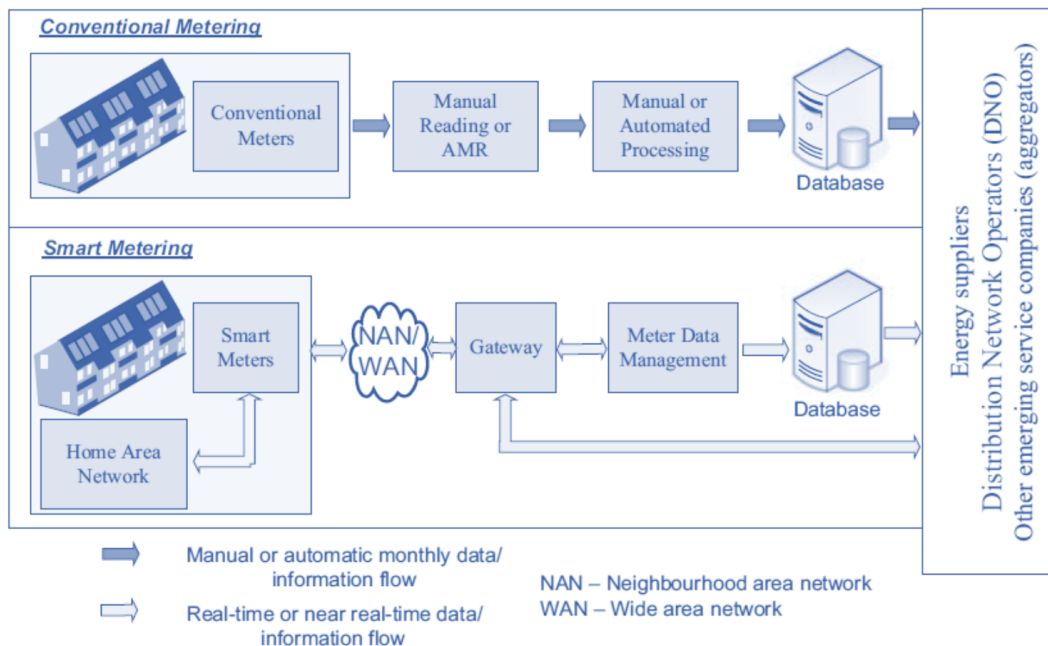 Conventional Metering
Conventional
Meters
Manual
Reading or
AMR
Manual or
Automated
Processing
Database
Smart Metering
Smart
Meters
Home Area
Network
NAN/
WAN
Gateway
Meter Data
Management
Database
Energy suppliers
Distribution Network Operators (DNO)
Other emerging service companies (aggregators)
Manual or automatic monthly data/
information flow
Real-time or near real-time data/
information flow
NAN – Neighbourhood area network
WAN – Wide area network